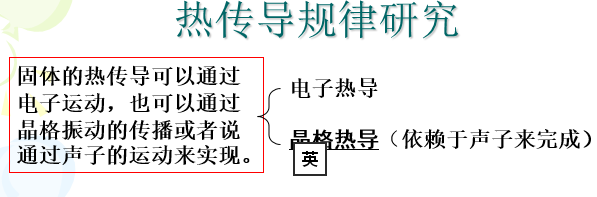 热传导规律研究
固体的热传导可以通过
电子运动，也可以通过
晶格振动的传播或者说
通过声子的运动来实现。
电子热导
晶格热导（依赖于声子来完成）
英